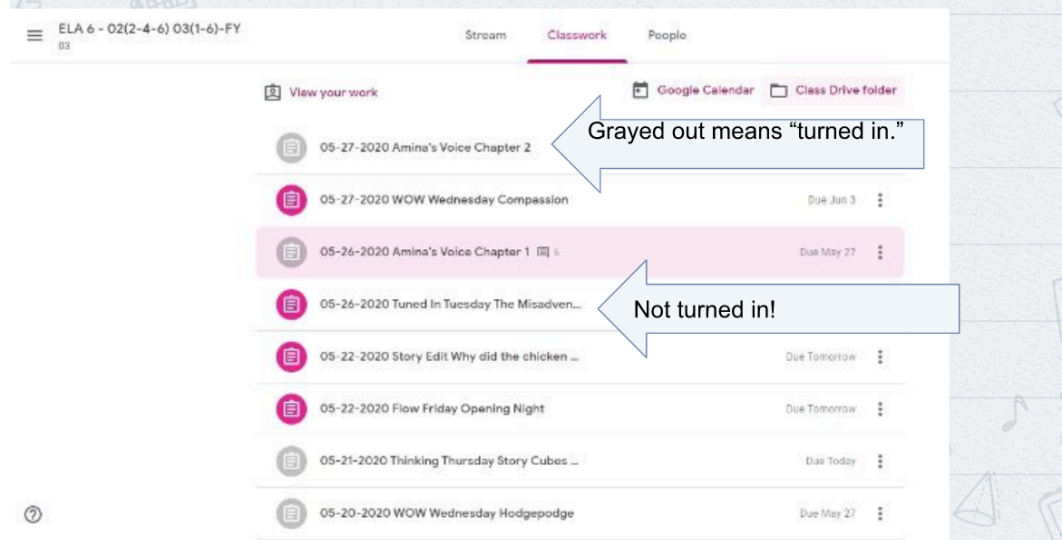 ELA 6 - 02(2-4-6) 03(1-6)-FY
03
Stream Classwork People
View your work Google Calendar Class Drive folder
Grayed out means “turned in.”
05-27-2020 Amina's Voice Chapter 2
05-27-2020 WOW Wednesday Compassion Due Jun 3
05-26-2020 Amina's Voice Chapter 1 Due May 27
05-26-2020 Tuned In Tuesday The Misadven...
Not turned in!
05-22-2020 Story Edit Why did the chicken ... Due Tomorrow
05-22-2020 Flow Friday Opening Night Due Tomorrow
05-21-2020 Thinking Thursday Story Cubes ... Due Today
05-20-2020 WOW Wednesday Hodgepodge Due May 27